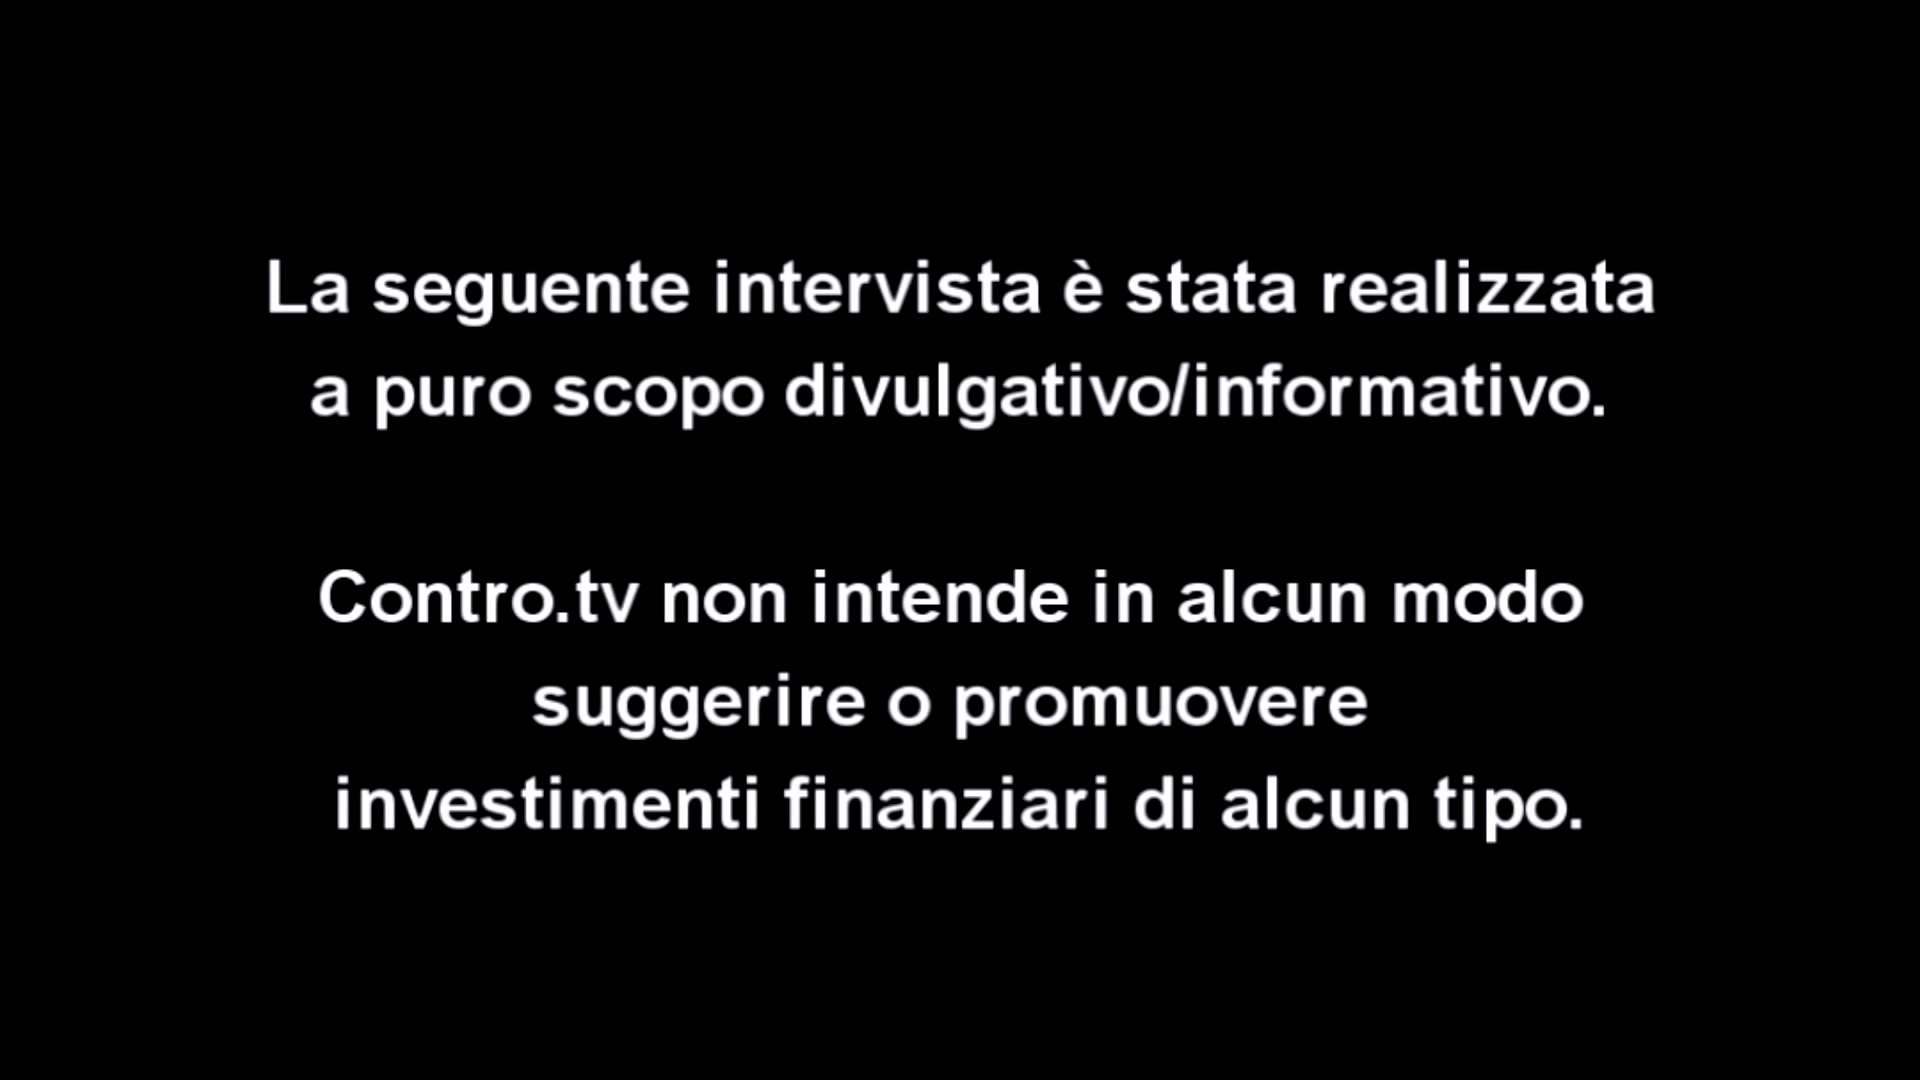 La seguente intervista è stata realizzata
a puro scopo divulgativo/informativo.
Contro.tv non intende in alcun modo
suggerire o promuovere
investimenti finanziari di alcun tipo.